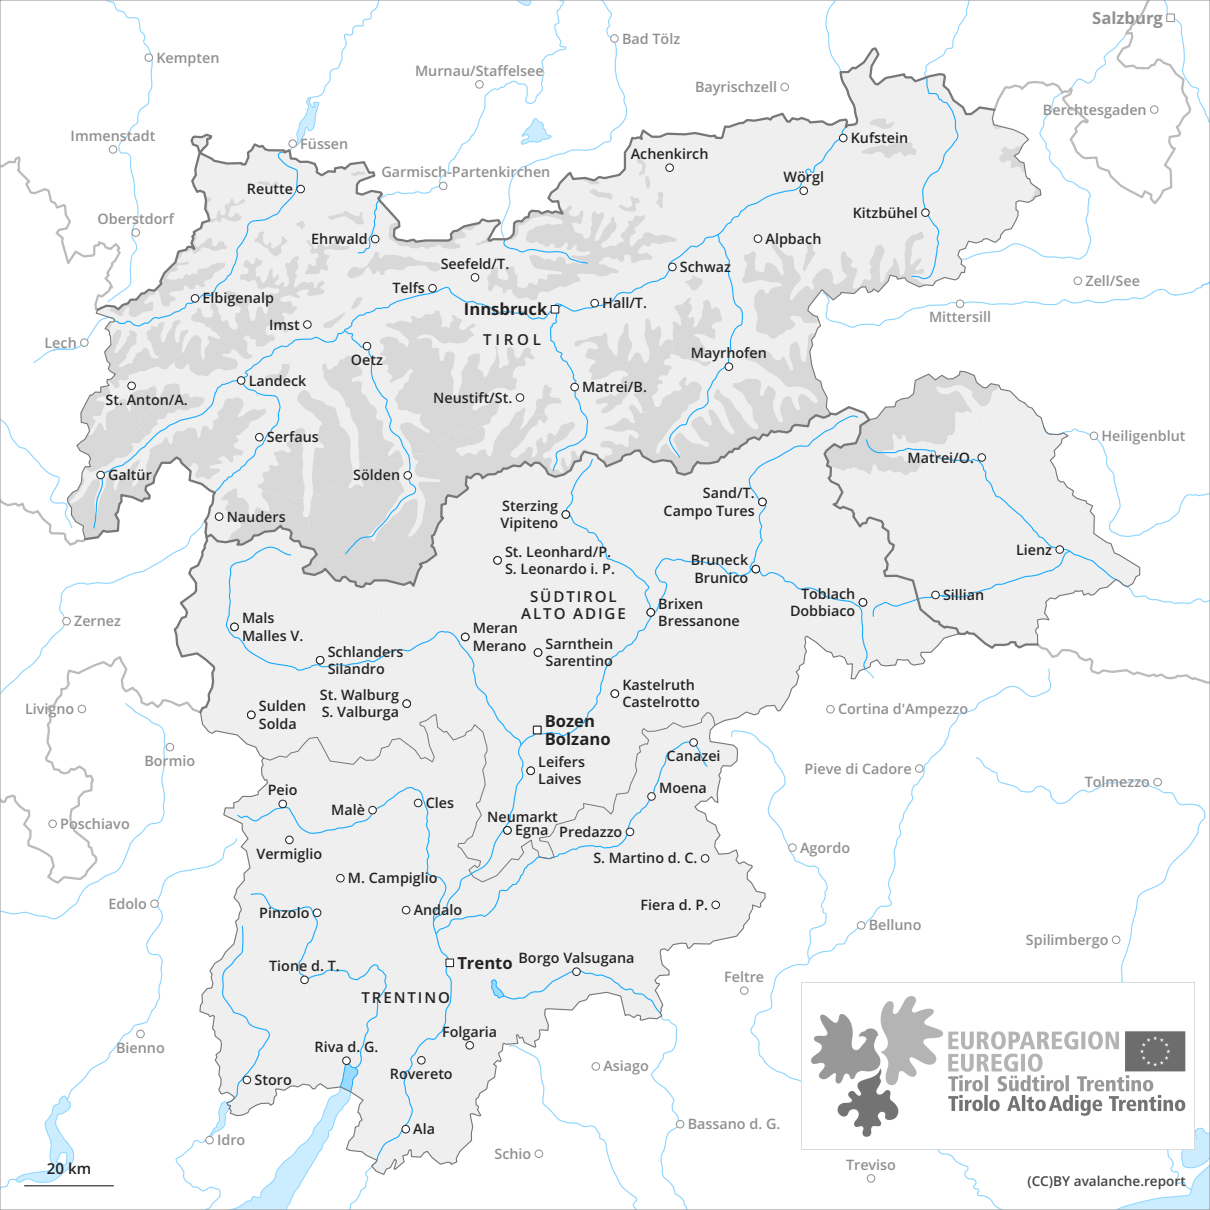 Salzburg
Bad Tölz
Kempten
Murnau/Staffelsee
Bayrischzell
Berchtesgaden
Immenstadt
Kufstein
Füssen
Achenkirch
Garmisch-Partenkirchen
Wörgl
Reutte
Kitzbühel
Oberstdorf
Ehrwald
Alpbach
Seefeld/T.
Schwaz
Zell/See
Telfs
Elbigenalp
Hall/T.
Innsbruck
Mittersill
Imst
TIROL
Lech
Mayrhofen
Oetz
Landeck
Matrei/B.
St. Anton/A.
Neustift/St.
Serfaus
Heiligenblut
Matrei/O.
Galtür
Sölden
Sand/T.
Campo Tures
Sterzing
Vipiteno
Nauders
Lienz
St. Leonhard/P.
S. Leonardo i. P.
Bruneck
Brunico
SÜDTIROL
ALTO ADIGE
Toblach
Dobbiaco
Sillian
Brixen
Bressanone
Mals
Malles V.
Zernez
Meran
Merano
Sarnthein
Sarentino
Schlanders
Silandro
Kastelruth
Castelrotto
St. Walburg
S. Valburga
Sulden
Solda
Livigno
Cortina d'Ampezzo
Bozen
Bolzano
Bormio
Canazei
Leifers
Laives
Pieve di Cadore
Tolmezzo
Peio
Moena
Malè
Cles
Neumarkt
Egna
Predazzo
Poschiavo
Vermiglio
Agordo
S. Martino d. C.
M. Campiglio
Edolo
Pinzolo
Andalo
Fiera d. P.
Belluno
Spilimbergo
Trento
Borgo Valsugana
Tione d. T.
Feltre
TRENTINO
Folgaria
Bienno
Riva d. G.
Rovereto
Asiago
Storo
EUROPAREGION
EUREGIO
Tirol Südtirol Trentino
Tirolo Alto Adige Trentino
Ala
Bassano d. G.
Idro
Schio
Treviso
20 km
(CC)BY avalanche.report